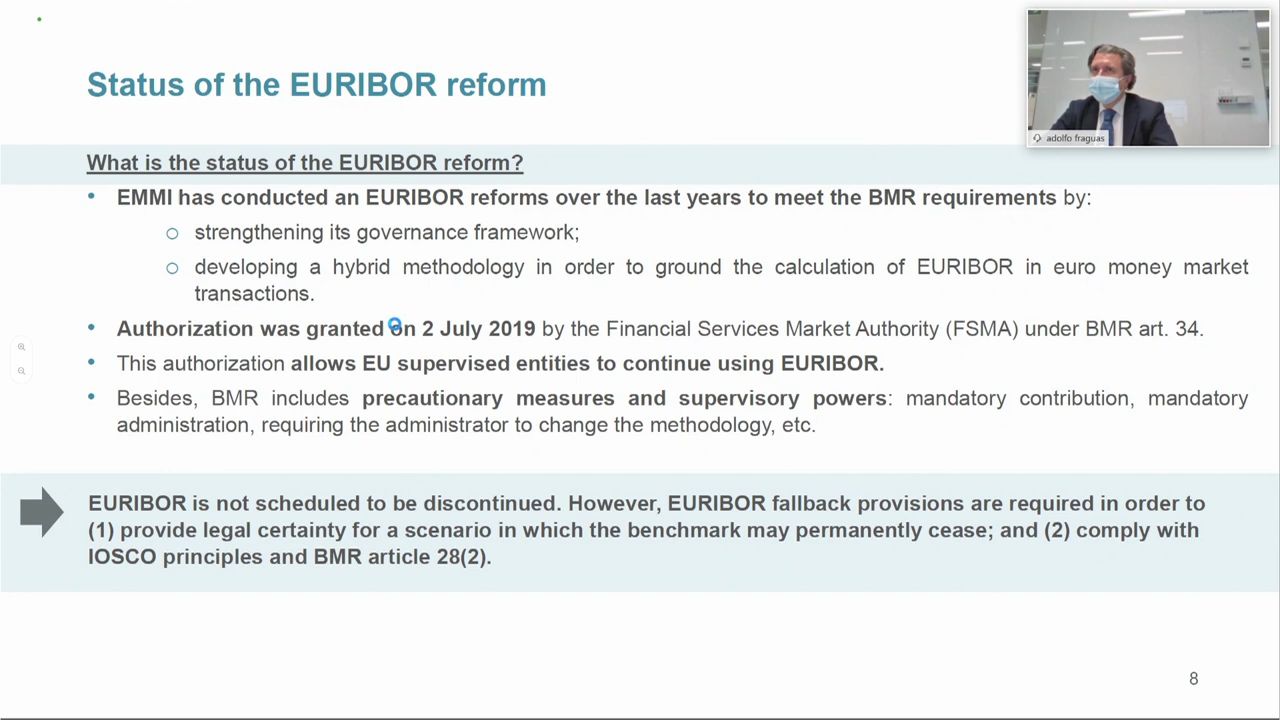 Status of the EURIBOR reform
adolfo fraguas
What is the status of the EURIBOR reform?
• EMMI has conducted an EURIBOR reforms over the last years to meet the BMR requirements by:
○ strengthening its governance framework;
○ developing a hybrid methodology in order to ground the calculation of EURIBOR in euro money market
transactions.
• Authorization was granted on 2 July 2019 by the Financial Services Market Authority (FSMA) under BMR art. 34.
• This authorization allows EU supervised entities to continue using EURIBOR.
• Besides, BMR includes precautionary measures and supervisory powers: mandatory contribution, mandatory
administration, requiring the administrator to change the methodology, etc.
EURIBOR is not scheduled to be discontinued. However, EURIBOR fallback provisions are required in order to
(1) provide legal certainty for a scenario in which the benchmark may permanently cease; and (2) comply with
IOSCO principles and BMR article 28(2).
8